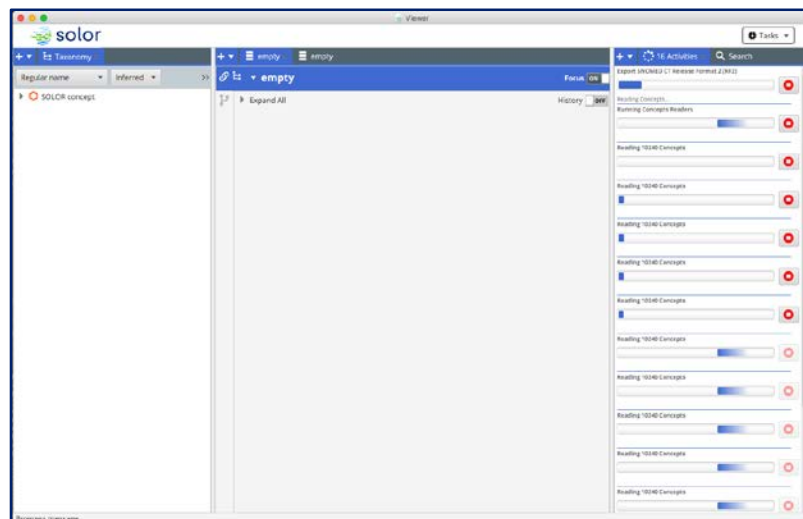 Viewer
solor
Tasks
Taxonomy
empty
empty
16 Activities
Search
Regular name
Inferred
empty
Focus
ON
SOLOR concept
Expand All
History
Export SNOMED CT Release Format 2 (RF2)
Reading Concepts...
Running Concepts Readers
Reading 10240 Concepts
Reading 10240 Concepts
Reading 10240 Concepts
Reading 10240 Concepts
Reading 10240 Concepts
Reading 10240 Concepts
Reading 10240 Concepts
Reading 10240 Concepts
Reading 10240 Concepts
Reading 10240 Concepts